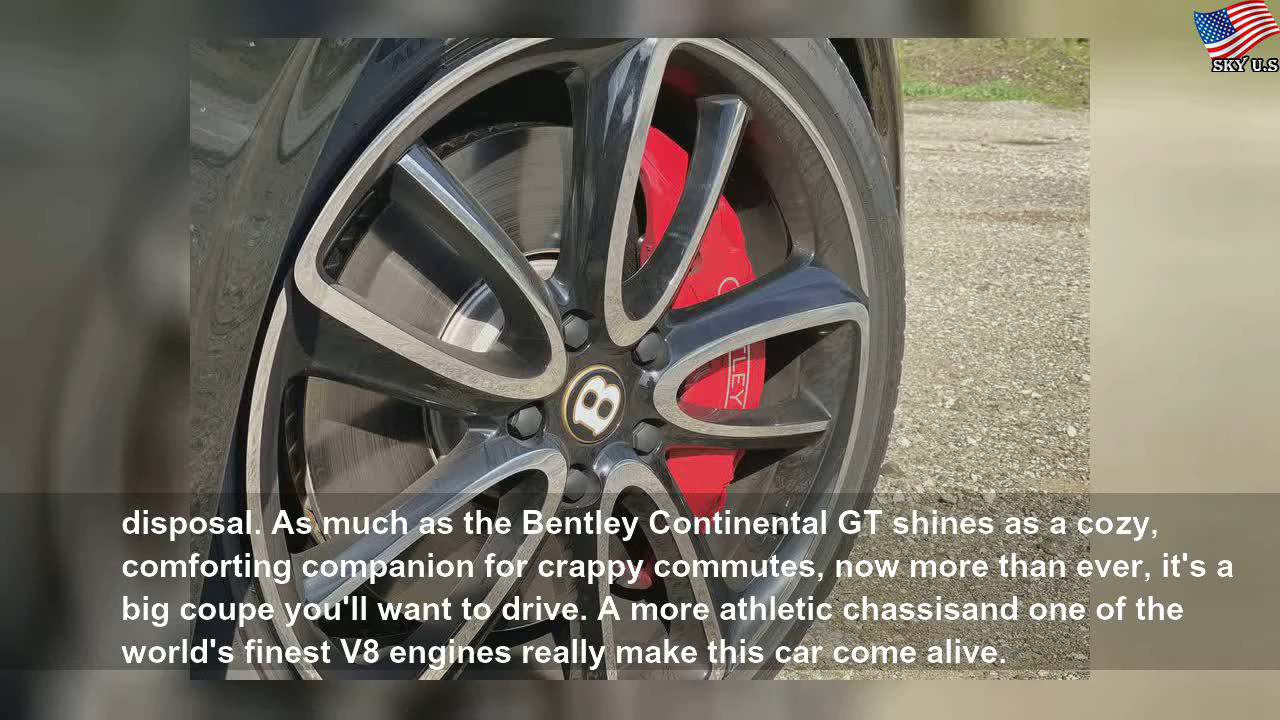 SKY U.S
B
TLEY
disposal. As much as the Bentley Continental GT shines as a cozy,
comforting companion for crappy commutes, now more than ever, it's a
big coupe you'll want to drive. A more athletic chassisand one of the
world's finest V8 engines really make this car come alive.